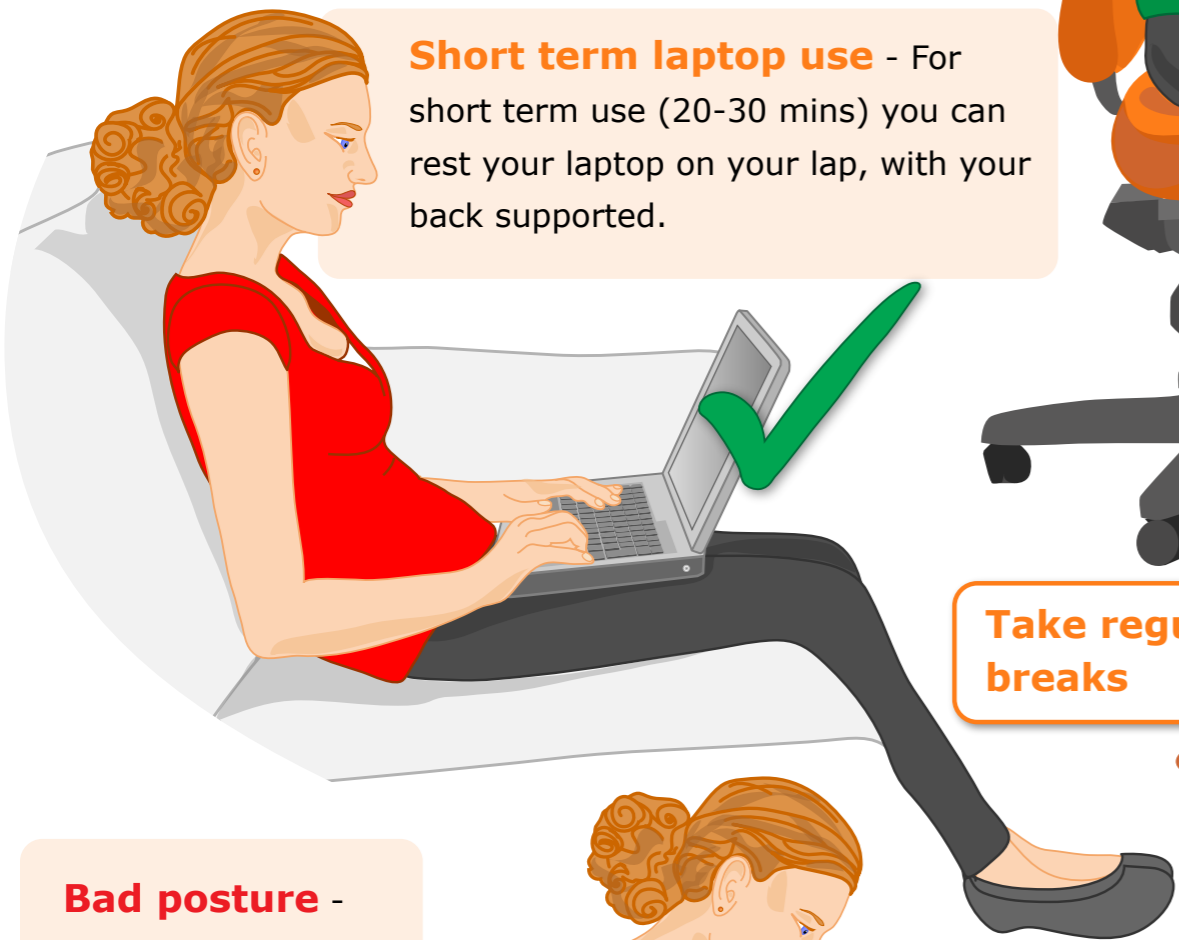 Short term laptop use - For
short term use (20-30 mins) you can
rest your laptop on your lap, with your
back supported.
Take
breaks
Bad posture -